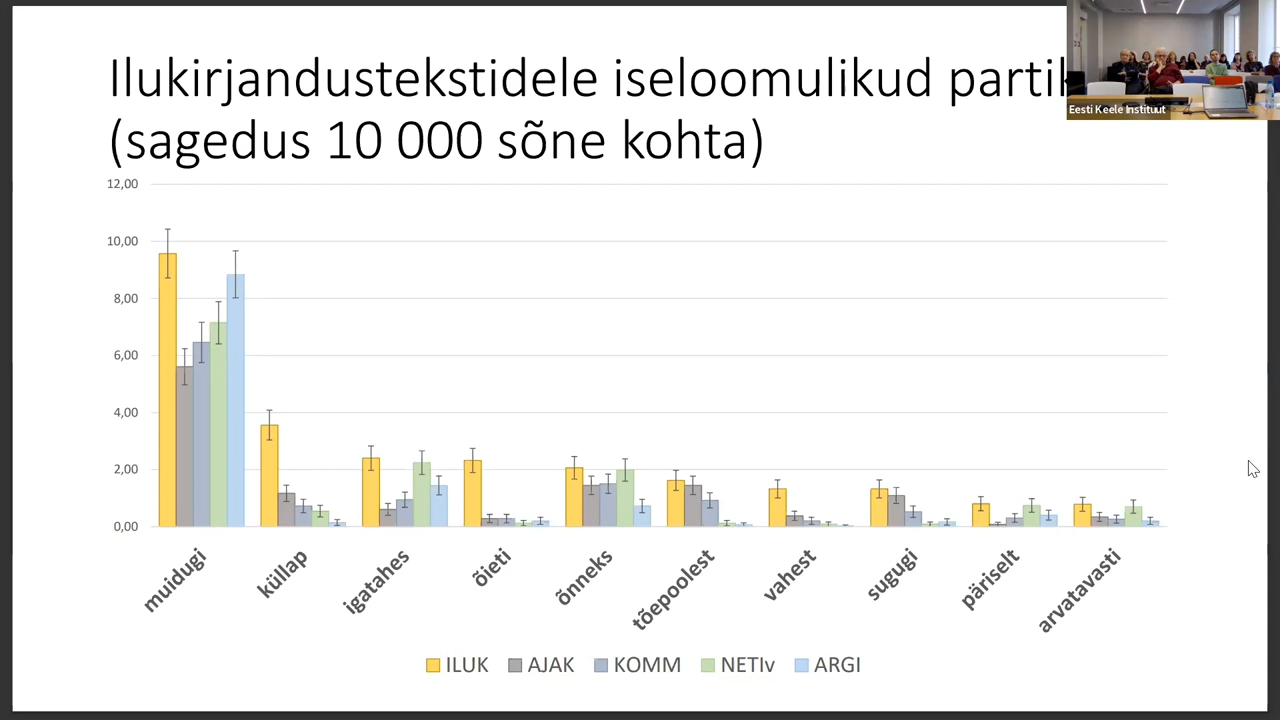 Ilukirjandustekstidele iseloomulikud
(sagedus 10 000 sõne kohta)
Eesti Keele Instituut
12,00
10,00
8,00
6,00
4,00
2,00
0,00
muidugi
küllap
igatahes
õieti
õnneks
tõepoolest
vahest
sugugi
päriselt
arvatavasti
ILUK AJAK KOMM NETIv ARGI